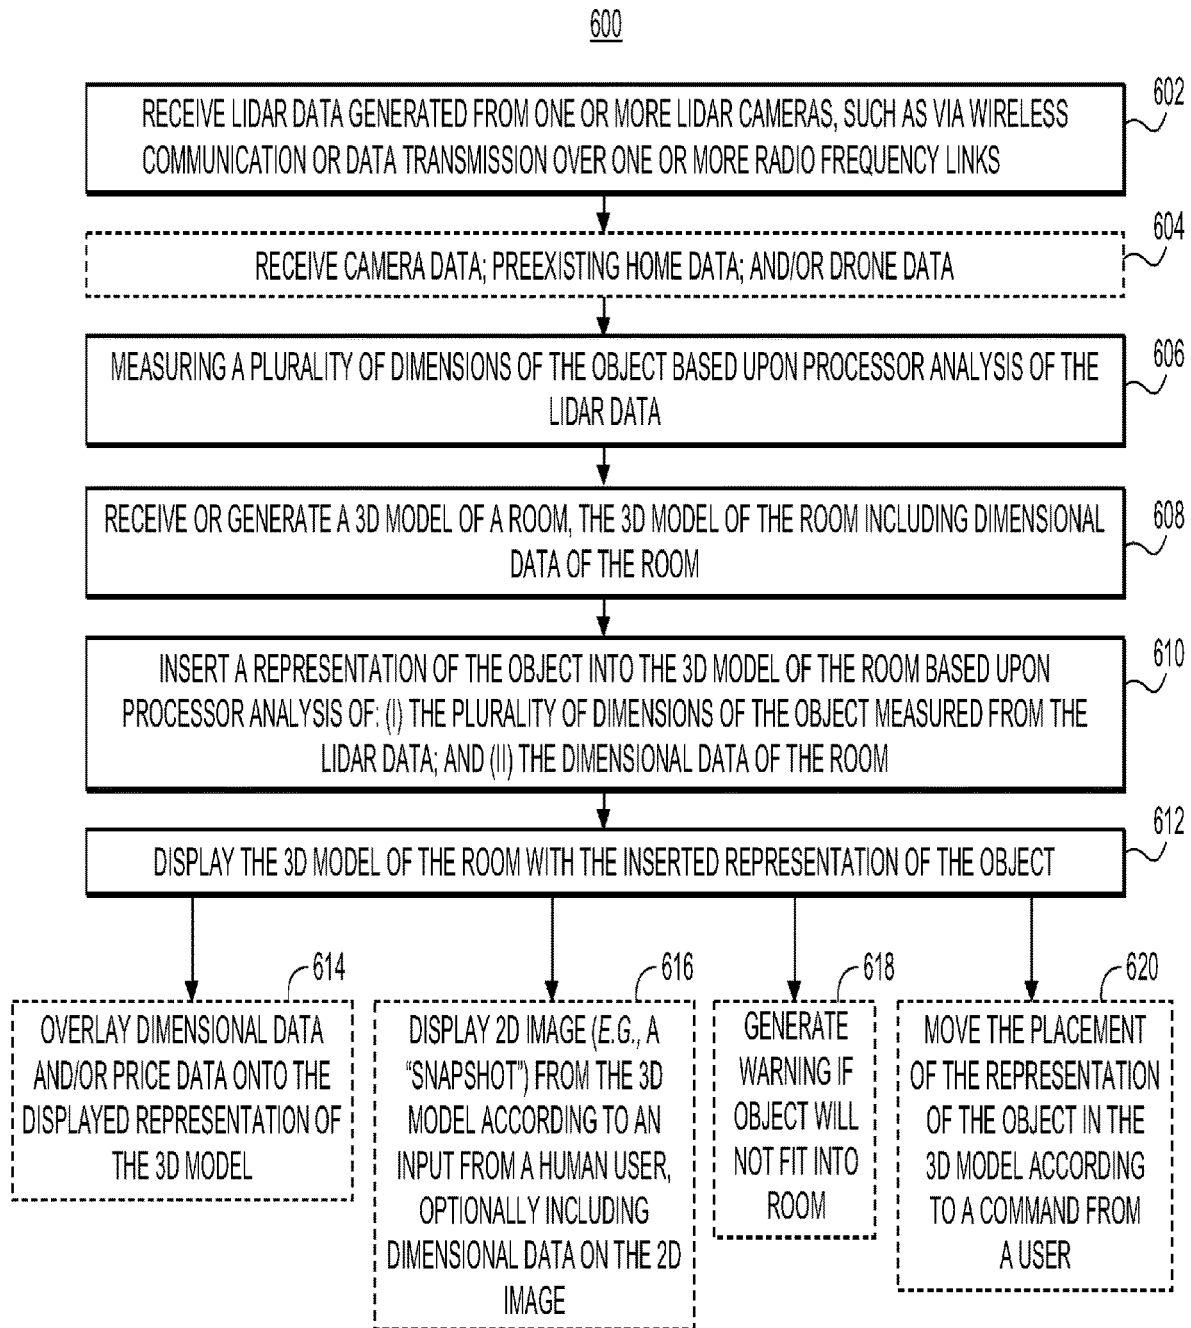 600
602
RECEIVE LIDAR DATA GENERATED FROM ONE OR MORE LIDAR CAMERAS, SUCH AS VIA WIRELESS
COMMUNICATION OR DATA TRANSMISSION OVER ONE OR MORE RADIO FREQUENCY LINKS
604
RECEIVE CAMERA DATA; PREEXISTING HOME DATA; AND/OR DRONE DATA
606
MEASURING A PLURALITY OF DIMENSIONS OF THE OBJECT BASED UPON PROCESSOR ANALYSIS OF THE
LIDAR DATA
608
RECEIVE OR GENERATE A 3D MODEL OF A ROOM, THE 3D MODEL OF THE ROOM INCLUDING DIMENSIONAL
DATA OF THE ROOM
610
INSERT A REPRESENTATION OF THE OBJECT INTO THE 3D MODEL OF THE ROOM BASED UPON
PROCESSOR ANALYSIS OF: (I) THE PLURALITY OF DIMENSIONS OF THE OBJECT MEASURED FROM THE
LIDAR DATA; AND (II) THE DIMENSIONAL DATA OF THE ROOM
612
DISPLAY THE 3D MODEL OF THE ROOM WITH THE INSERTED REPRESENTATION OF THE OBJECT
614
OVERLAY DIMENSIONAL DATA
AND/OR PRICE DATA ONTO THE
DISPLAYED REPRESENTATION OF
THE 3D MODEL
616
DISPLAY 2D IMAGE (E.G., A
“SNAPSHOT”) FROM THE 3D
MODEL ACCORDING TO AN
INPUT FROM A HUMAN USER,
OPTIONALLY INCLUDING
DIMENSIONAL DATA ON THE 2D
IMAGE
618
GENERATE
WARNING IF
OBJECT WILL
NOT FIT INTO
ROOM
620
MOVE THE PLACEMENT
OF THE REPRESENTATION
OF THE OBJECT IN THE
3D MODEL ACCORDING
TO A COMMAND FROM
A USER